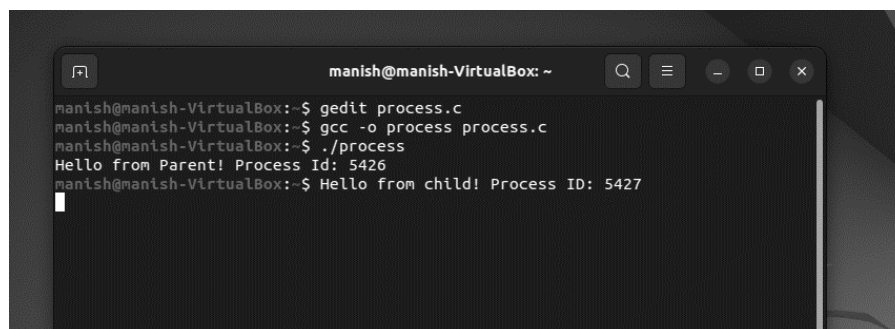 manish@manish-VirtualBox: ~
manish@manish-VirtualBox:~$ gedit process.c
manish@manish-VirtualBox:~$ gcc -o process process.c
manish@manish-VirtualBox:~$ ./process
Hello from Parent! Process Id: 5426
manish@manish-VirtualBox:~$ Hello from child! Process ID: 5427